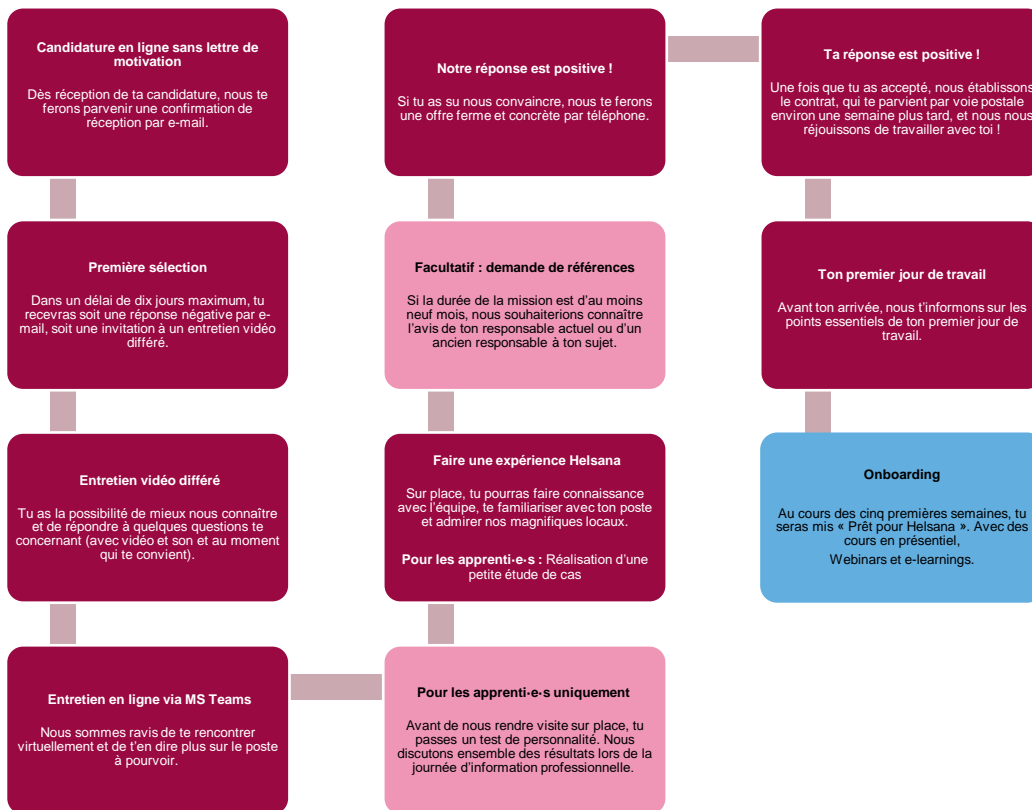 Candidature en ligne sans lettre de
motivation
Dès réception de ta candidature, nous te
ferons parvenir une confirmation de
réception par e-mail.
Première sélection
Dans un délai de dix jours maximum, tu
recevras soit une réponse négative par e-
mail, soit une invitation à un entretien vidéo
différé.
Entretien vidéo différé
Tu as la possibilité de mieux nous connaître
et de répondre à quelques questions te
concernant (avec vidéo et son et au moment
qui te convient).
Entretien en ligne via MS Teams
Nous sommes ravis de te rencontrer
virtuellement et de t'en dire plus sur le poste
à pourvoir.
Pour les apprenti·e·s uniquement
Avant de nous rendre visite sur place, tu
passes un test de personnalité. Nous
discutons ensemble des résultats lors de la
journée d'information professionnelle.
Faire une expérience Helsana
Sur place, tu pourras faire connaissance
avec l'équipe, te familiariser avec ton poste
et admirer nos magnifiques locaux.
Pour les apprenti·e·s : Réalisation d'une
petite étude de cas
Facultatif : demande de références
Si la durée de la mission est d'au moins
neuf mois, nous souhaiterions connaître
l'avis de ton responsable actuel ou d'un
ancien responsable à ton sujet.
Notre réponse est positive !
Si tu as su nous convaincre, nous te ferons
une offre ferme et concrète par téléphone.
Ta réponse est positive !
Une fois que tu as accepté, nous établissons
le contrat, qui te parvient par voie postale
environ une semaine plus tard, et nous nous
réjouissons de travailler avec toi !
Ton premier jour de travail
Avant ton arrivée, nous t'informons sur les
points essentiels de ton premier jour de
travail.
Onboarding
Au cours des cinq premières semaines, tu
seras mis « Prêt pour Helsana ». Avec des
cours en présentiel,
Webinars et e-learnings.